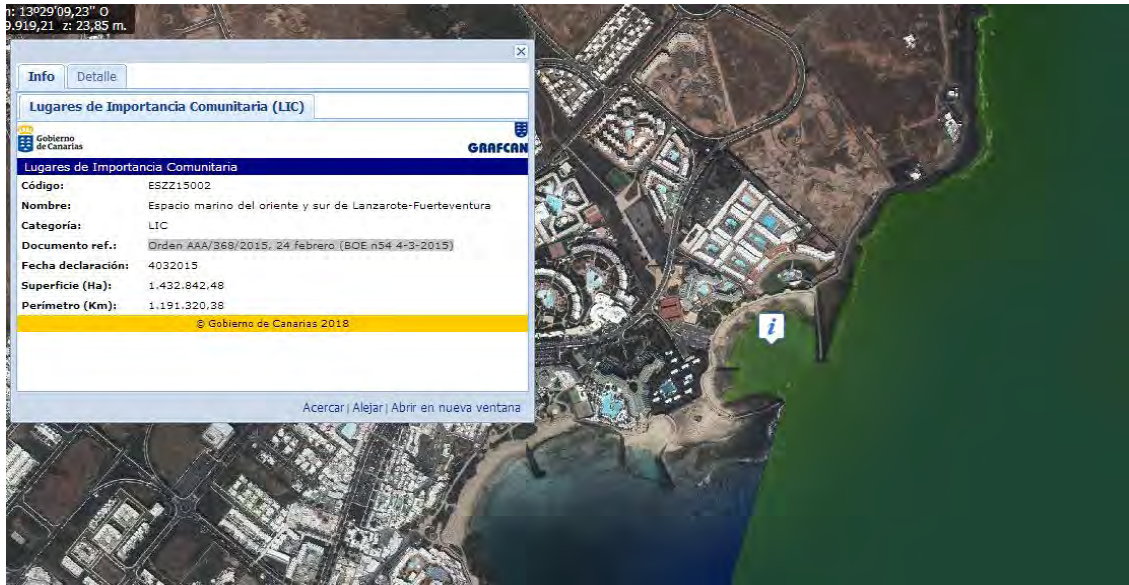 n: 13º29'09,23" O
9.919,21 z: 23,85 m.
Info Detalle
Lugares de Importancia Comunitaria (LIC)
Gobierno
de Canarias
GRAFCAN
Lugares de Importancia Comunitaria
Código: ESZZ15002
Nombre: Espacio marino del oriente y sur de Lanzarote-Fuerteventura
Categoría: LIC
Documento ref.: Orden AAA/368/2015, 24 febrero (BOE n54 4-3-2015)
Fecha declaración: 4032015
Superficie (Ha): 1.432.842,48
Perímetro (Km): 1.191.320,38
© Gobierno de Canarias 2018
Acercar | Alejar | Abrir en nueva ventana
i